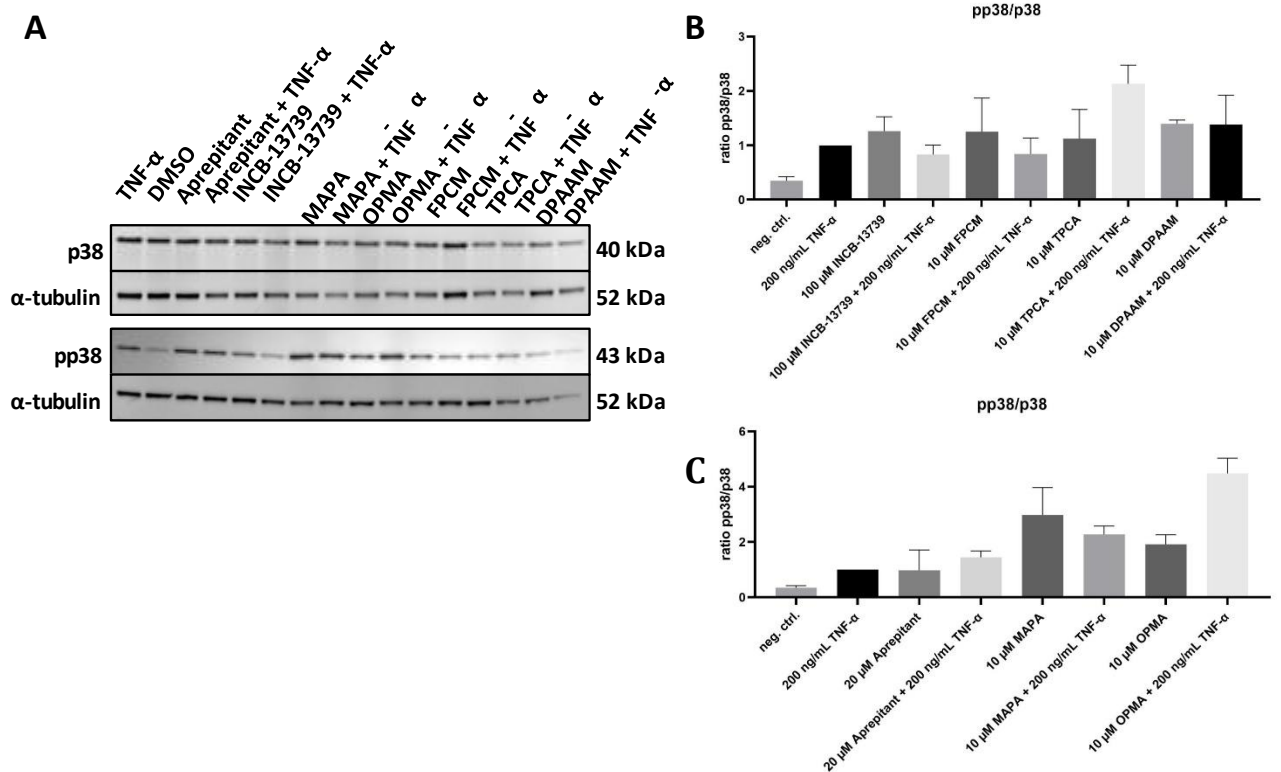 A
TNF-α
DMSO
Aprepitant
Aprepitant + TNF-α
INCB-13739
INCB-13739 + TNF-α
MAPA
MAPA + TNF-α
OPMA
OPMA + TNF-α
FPCM
FPCM + TNF-α
TPCA
TPCA + TNF-α
DPAAM
DPAAM + TNF-α
p38
40 kDa
α-tubulin
52 kDa
pp38
43 kDa
α-tubulin
52 kDa
B
pp38/p38
ratio pp38/p38
3
2
1
0
neg. ctrl.
200 ng/mL TNF-α
100 µM INCB-13739
100 µM INCB-13739 + 200 ng/mL TNF-α
10 µM FPCM
10 µM FPCM + 200 ng/mL TNF-α
10 µM TPCA
10 µM TPCA + 200 ng/mL TNF-α
10 µM DPAAM
10 µM DPAAM + 200 ng/mL TNF-α
C
pp38/p38
ratio pp38/p38
6
4
2
0
neg. ctrl.
200 ng/mL TNF-α
20 µM Aprepitant
20 µM Aprepitant + 200 ng/mL TNF-α
10 µM MAPA
10 µM MAPA + 200 ng/mL TNF-α
10 µM OPMA
10 µM OPMA + 200 ng/mL TNF-α